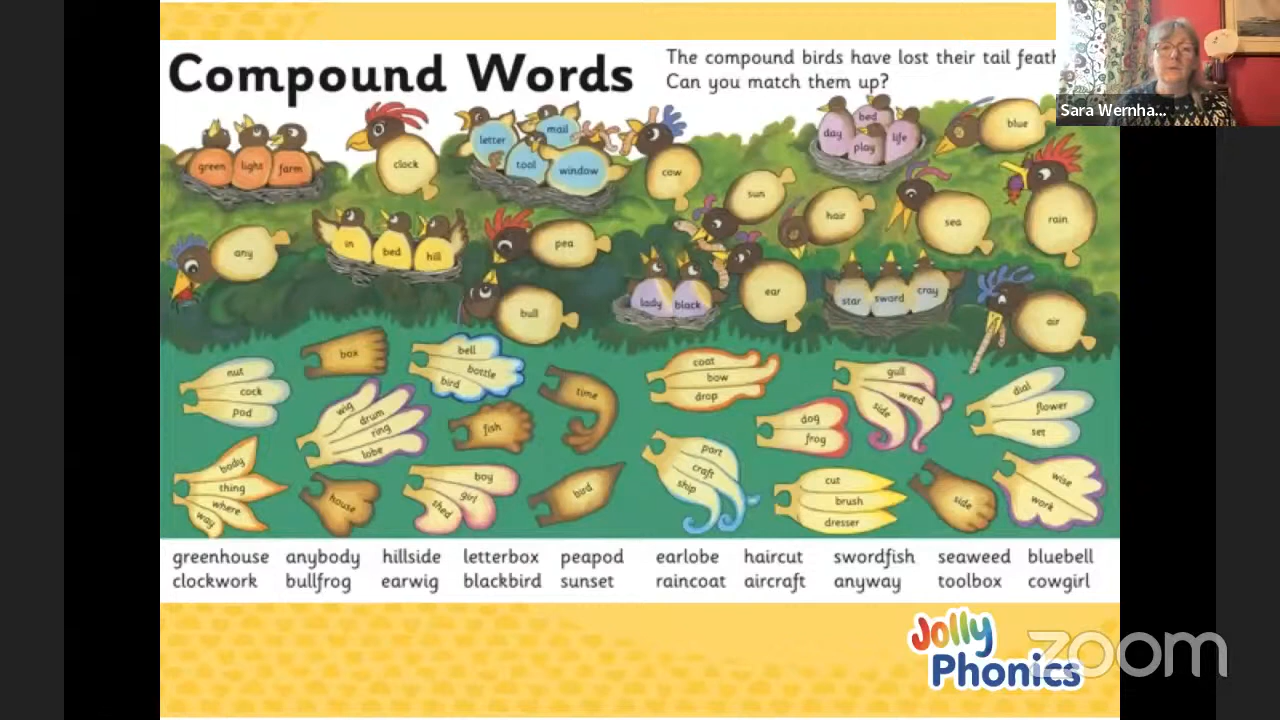 Compound Words
The compound birds have lost their tail feath
Can you match them up?
Sara Wernha...
green
light
farm
clock
letter
mail
tool
window
cow
day
bed
play
life
blue
sun
hair
sea
rain
any
in
bed
hill
pea
bull
lady
black
ear
star
sword
cray
air
nut
cock
pod
box
bell
bottle
bird
time
coat
bow
drop
gull
weed
side
dial
flower
set
wig
drum
ring
lobe
fish
dog
frog
body
thing
where
way
house
boy
girl
shed
bird
part
craft
ship
cut
brush
dresser
side
wise
work
greenhouse anybody hillside letterbox peapod earlobe haircut swordfish seaweed bluebell
clockwork bullfrog earwig blackbird sunset raincoat aircraft anyway toolbox cowgirl
Jolly
Phonics
zoom